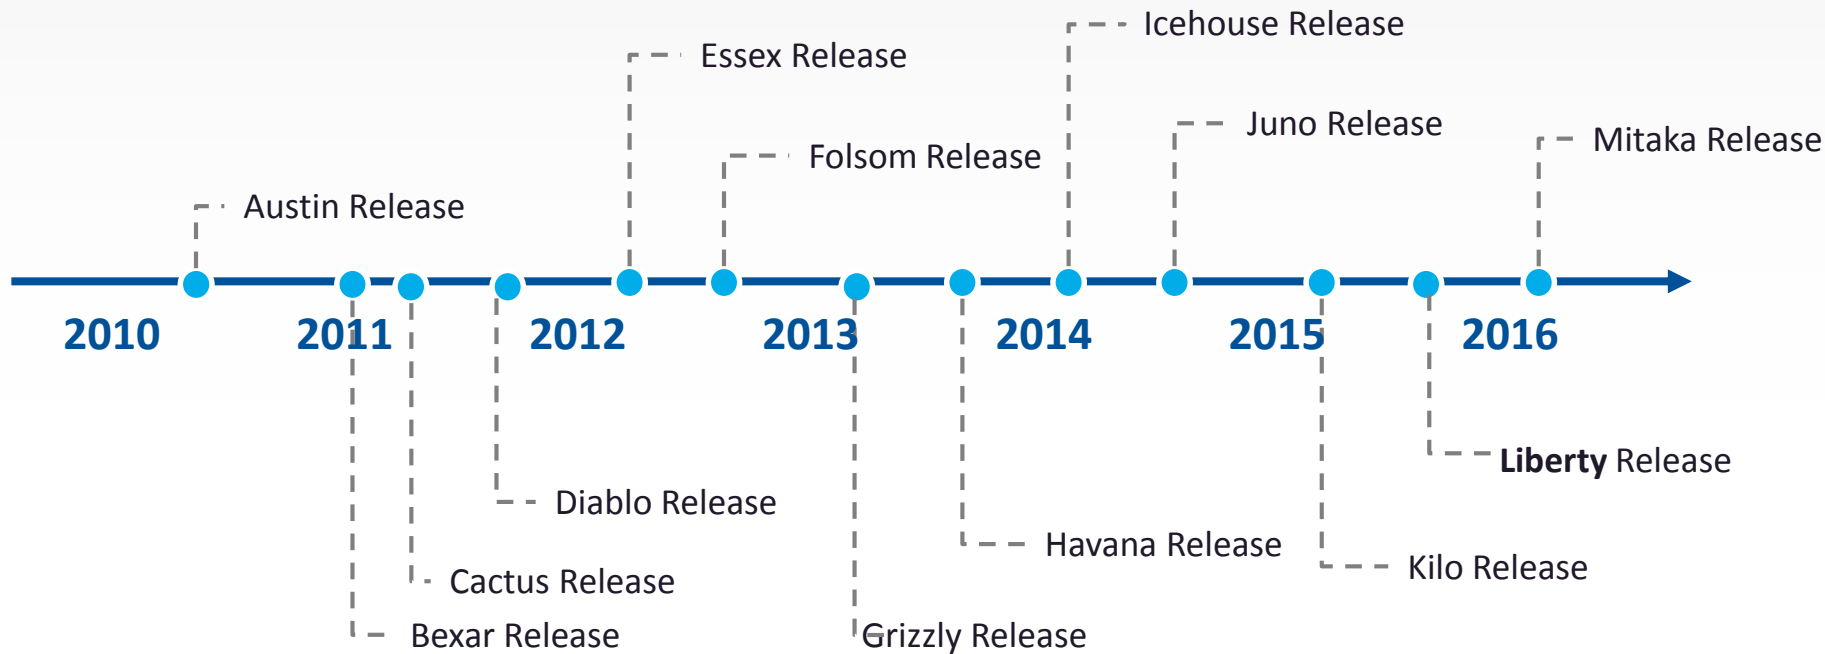 Icehouse Release
Essex Release
Juno Release
Mitaka Release
Folsom Release
Austin Release
2010 2011 2012 2013 2014 2015 2016
Liberty Release
Diablo Release
Havana Release
Kilo Release
Cactus Release
Bexar Release
Grizzly Release